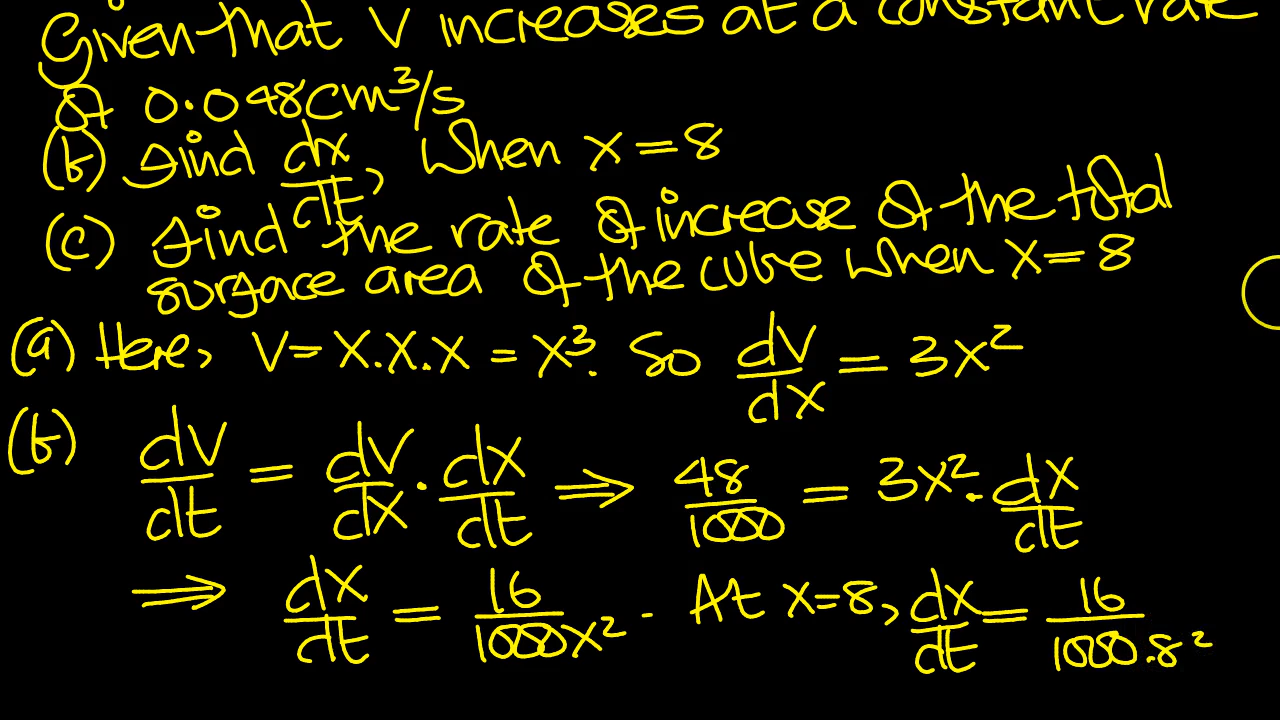 Given that V increases at a constant rate
of 0.048cm³/s
(b) find dx/dt, when x = 8
(c) find the rate of increase of the total
surface area of the cube when x = 8
(a) Here, V = x.x.x = x³. So dV/dx = 3x²
(b) dV/dt = dV/dx · dx/dt ⟹ 48/1000 = 3x² · dx/dt
⟹ dx/dt = 16/1000x² . At x=8, dx/dt = 16/1000.8²